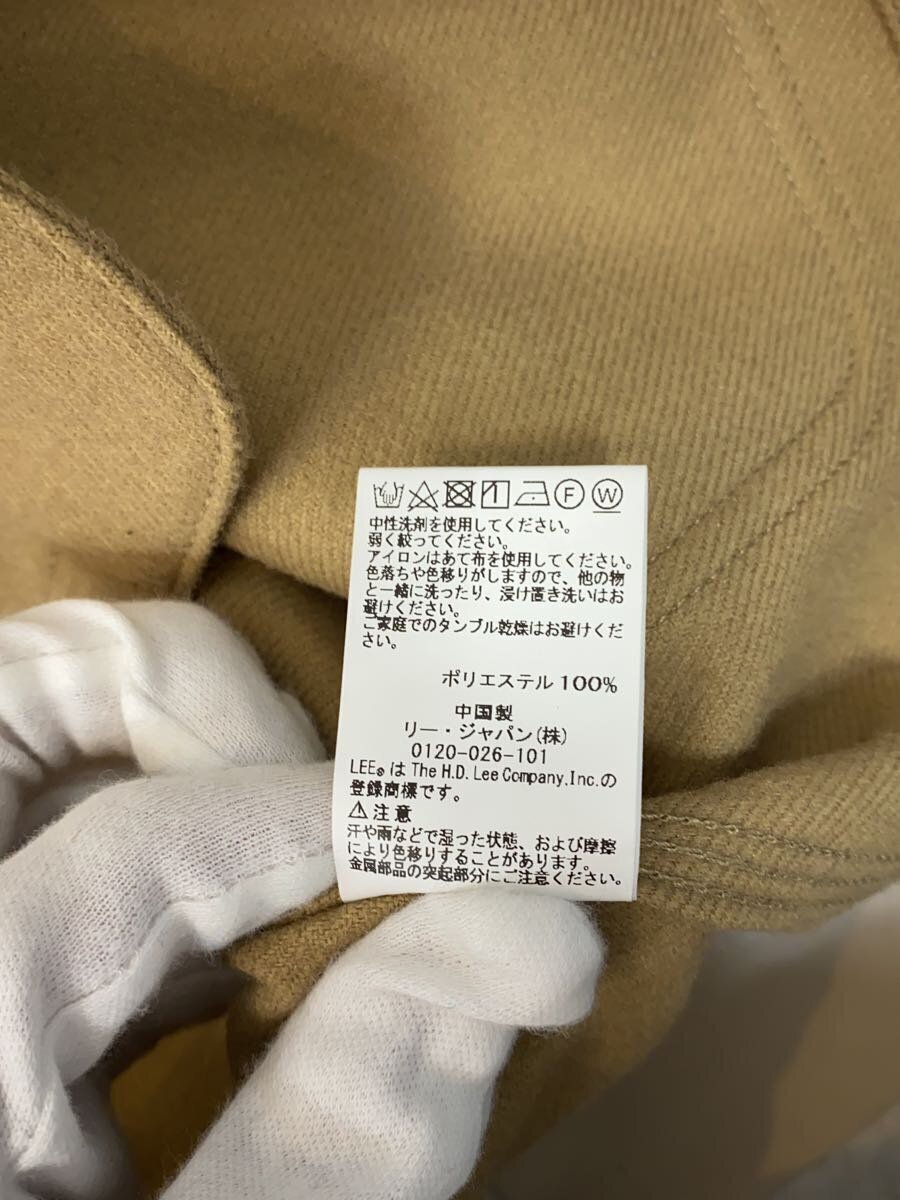 中性洗剤を使用してください。
弱く絞ってください。
アイロンはあて布を使用してください。
色落ちや色移りがしますので、他の物
と一緒に洗ったり、浸け置き洗いはお
避けください。
ご家庭でのタンブル乾燥はお避けくだ
さい。
ポリエステル 100%
中国製
リー・ジャパン(株)
0120-026-101
LEE® は The H.D. Lee Company,Inc.の
登録商標です。
⚠ 注意
汗や雨などで湿った状態、および摩擦
により色移りすることがあります。
金属部品の突起部分にご注意ください。